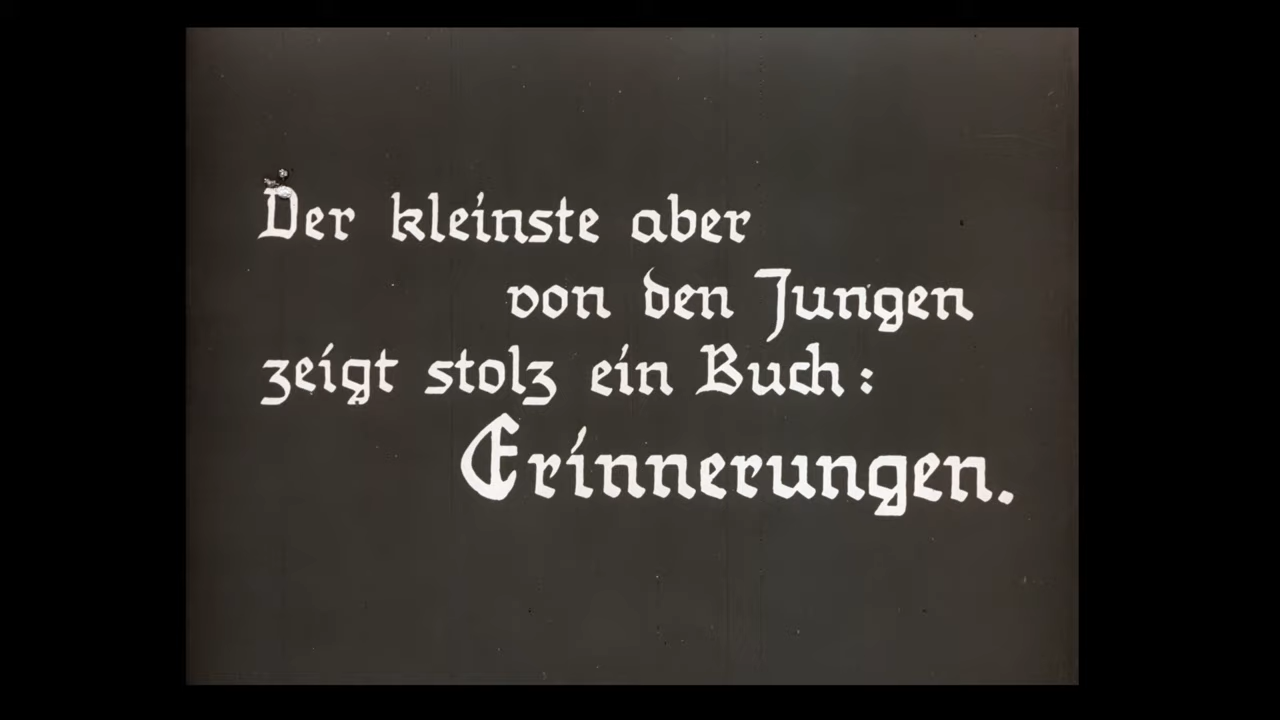 Der kleinste aber
von den Jungen
zeigt stolz ein Buch:
Erinnerungen.